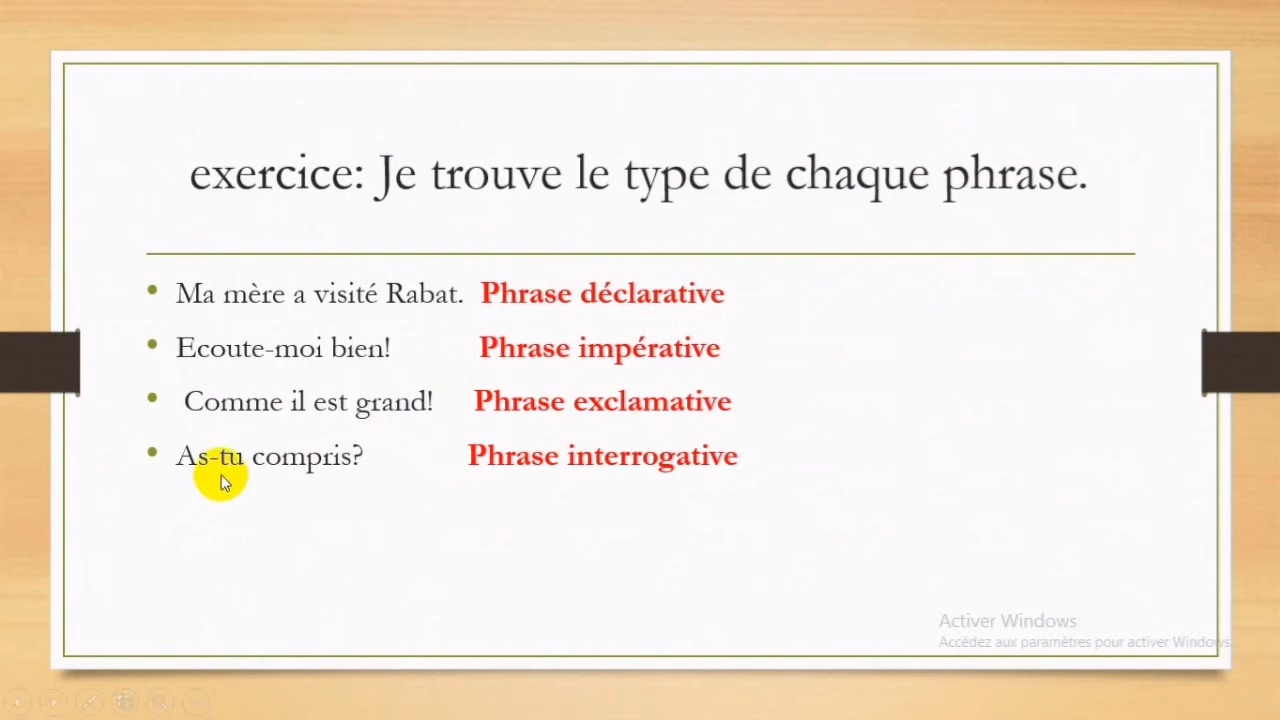 exercice: Je trouve le type de chaque phrase.
• Ma mère a visité Rabat. Phrase déclarative
• Ecoute-moi bien! Phrase impérative
• Comme il est grand! Phrase exclamative
• As-tu compris? Phrase interrogative
Activer Windows
Accédez aux paramètres pour activer Windows.